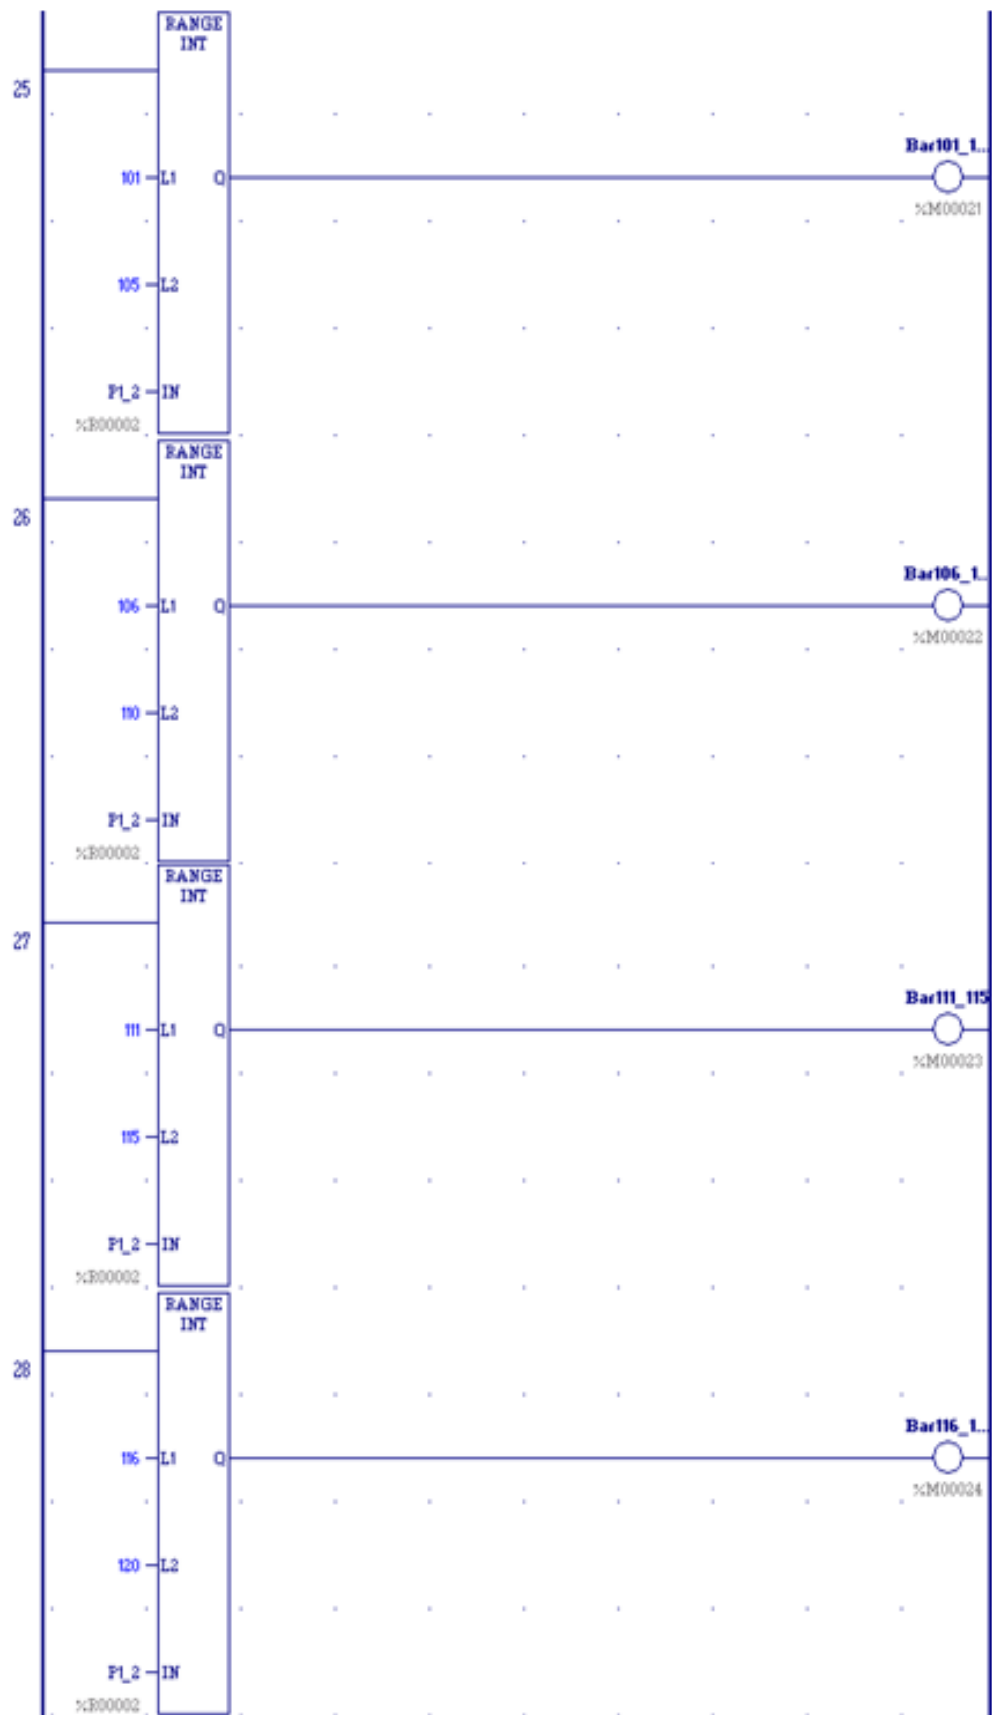 RANGE
INT
25
Bar101_1...
101 L1 Q
%M00021
105 L2
P1_2 IN
%R00002
RANGE
INT
26
Bar106_1...
106 L1 Q
%M00022
110 L2
P1_2 IN
%R00002
RANGE
INT
27
Bar111_115
111 L1 Q
%M00023
115 L2
P1_2 IN
%R00002
RANGE
INT
28
Bar116_1...
116 L1 Q
%M00024
120 L2
P1_2 IN
%R00002